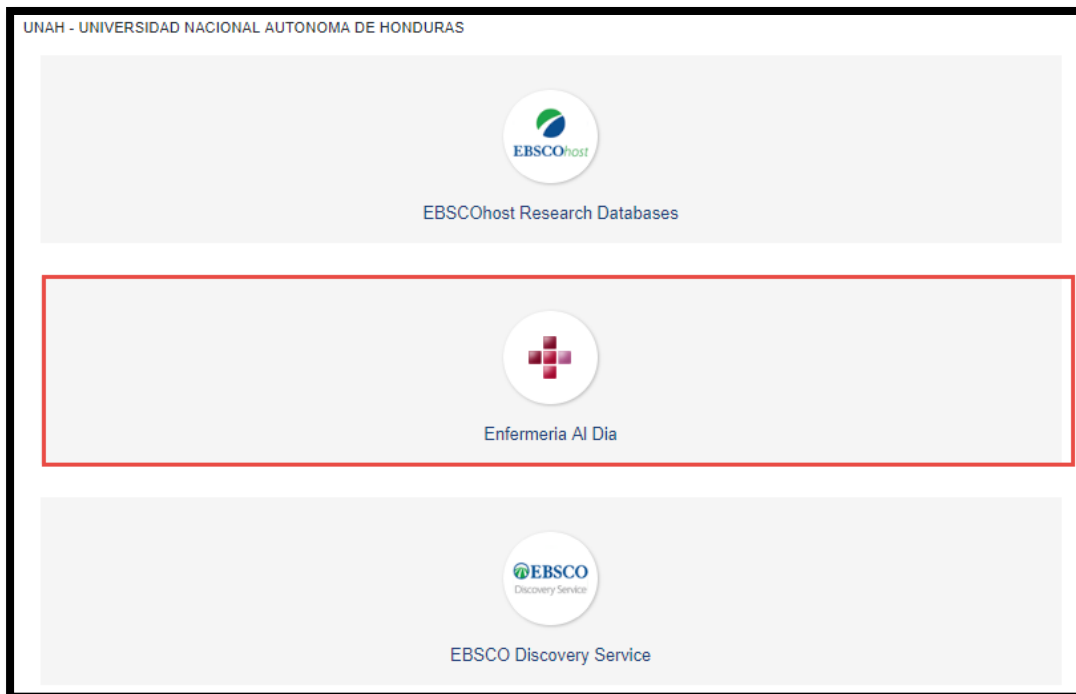 UNAH - UNIVERSIDAD NACIONAL AUTONOMA DE HONDURAS
EBSCOhost
EBSCOhost Research Databases
Enfermeria Al Dia
EBSCO
Discovery Service
EBSCO Discovery Service